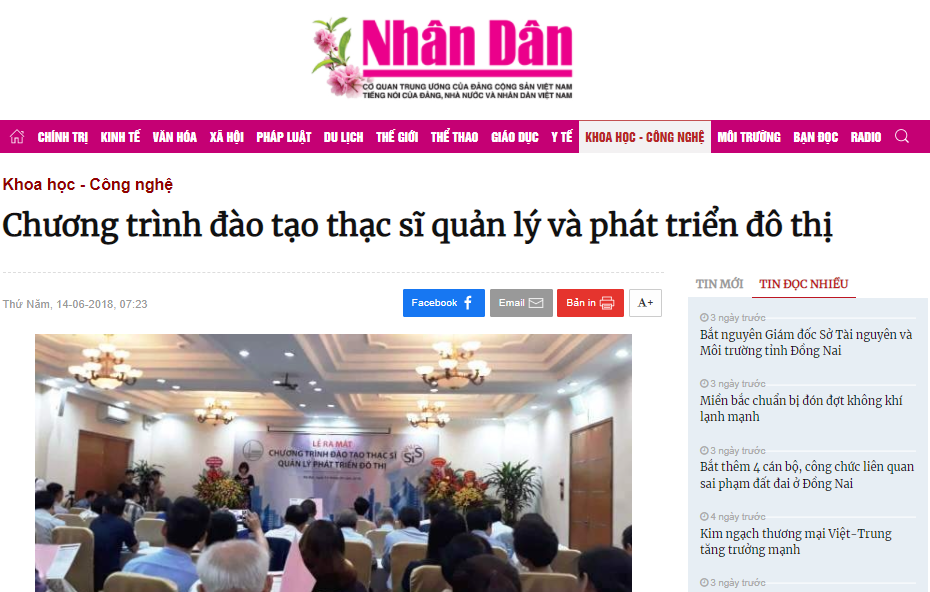 Nhân Dân
CƠ QUAN TRUNG ƯƠNG CỦA ĐẢNG CỘNG SẢN VIỆT NAM
TIẾNG NÓI CỦA ĐẢNG, NHÀ NƯỚC VÀ NHÂN DÂN VIỆT NAM
CHÍNH TRỊ KINH TẾ VĂN HÓA XÃ HỘI PHÁP LUẬT DU LỊCH THẾ GIỚI THỂ THAO GIÁO DỤC Y TẾ KHOA HỌC - CÔNG NGHỆ MÔI TRƯỜNG BẠN ĐỌC RADIO
Khoa học - Công nghệ
Chương trình đào tạo thạc sĩ quản lý và phát triển đô thị
Thứ Năm, 14-06-2018, 07:23
Facebook Email Bản in A+
LỄ RA MẮT
CHƯƠNG TRÌNH ĐÀO TẠO THẠC SĨ
QUẢN LÝ PHÁT TRIỂN ĐÔ THỊ
SIS
TIN MỚI TIN ĐỌC NHIỀU
3 ngày trước
Bắt nguyên Giám đốc Sở Tài nguyên và
Môi trường tỉnh Đồng Nai
3 ngày trước
Miền bắc chuẩn bị đón đợt không khí
lạnh mạnh
3 ngày trước
Bắt thêm 4 cán bộ, công chức liên quan
sai phạm đất đai ở Đồng Nai
4 ngày trước
Kim ngạch thương mại Việt-Trung
tăng trưởng mạnh
3 ngày trước